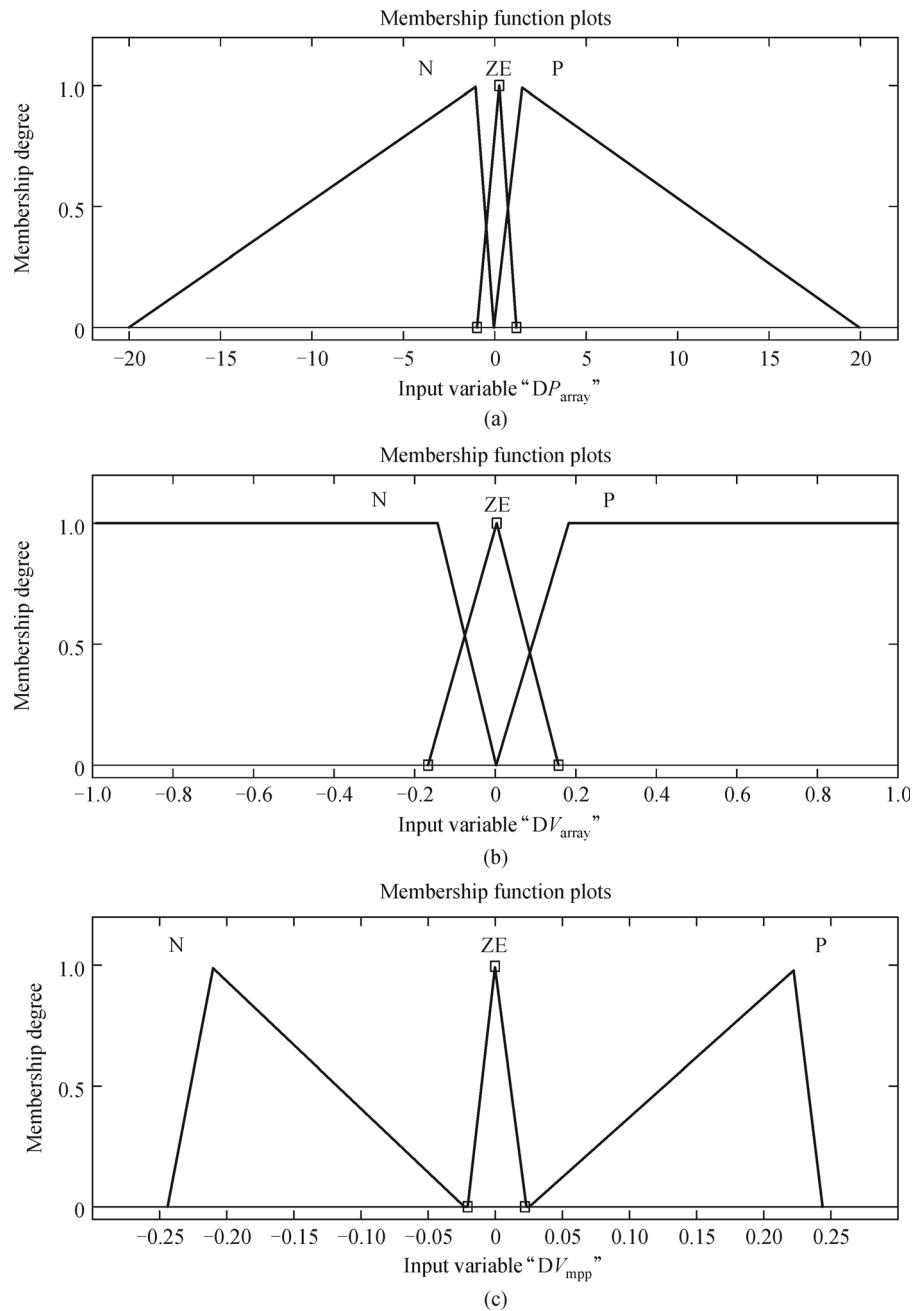 Membership function plots
N ZE P
1.0
0.5
0
Membership degree
−20 −15 −10 −5 0 5 10 15 20
Input variable “DParray”
(a)
Membership function plots
N ZE P
1.0
0.5
0
Membership degree
−1.0 −0.8 −0.6 −0.4 −0.2 0 0.2 0.4 0.6 0.8 1.0
Input variable “DVarray”
(b)
Membership function plots
N ZE P
1.0
0.5
0
Membership degree
−0.25 −0.20 −0.15 −0.10 −0.05 0 0.05 0.10 0.15 0.20 0.25
Input variable “DVmpp”
(c)